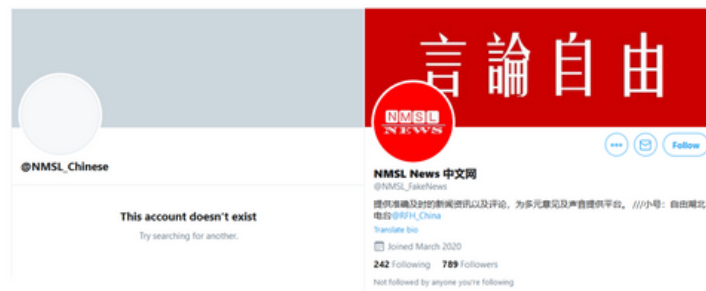 @NMSL_Chinese
This account doesn't exist
Try searching for another.
言論自由
NMSL
NEWS
Follow
NMSL News 中文网
@NMSL_FakeNews
提供准确及时的新闻资讯以及评论，为多元意见及声音提供平台。 ///小号：自由湖北
电台@RFH_China
Translate bio
Joined March 2020
242 Following 789 Followers
Not followed by anyone you're following